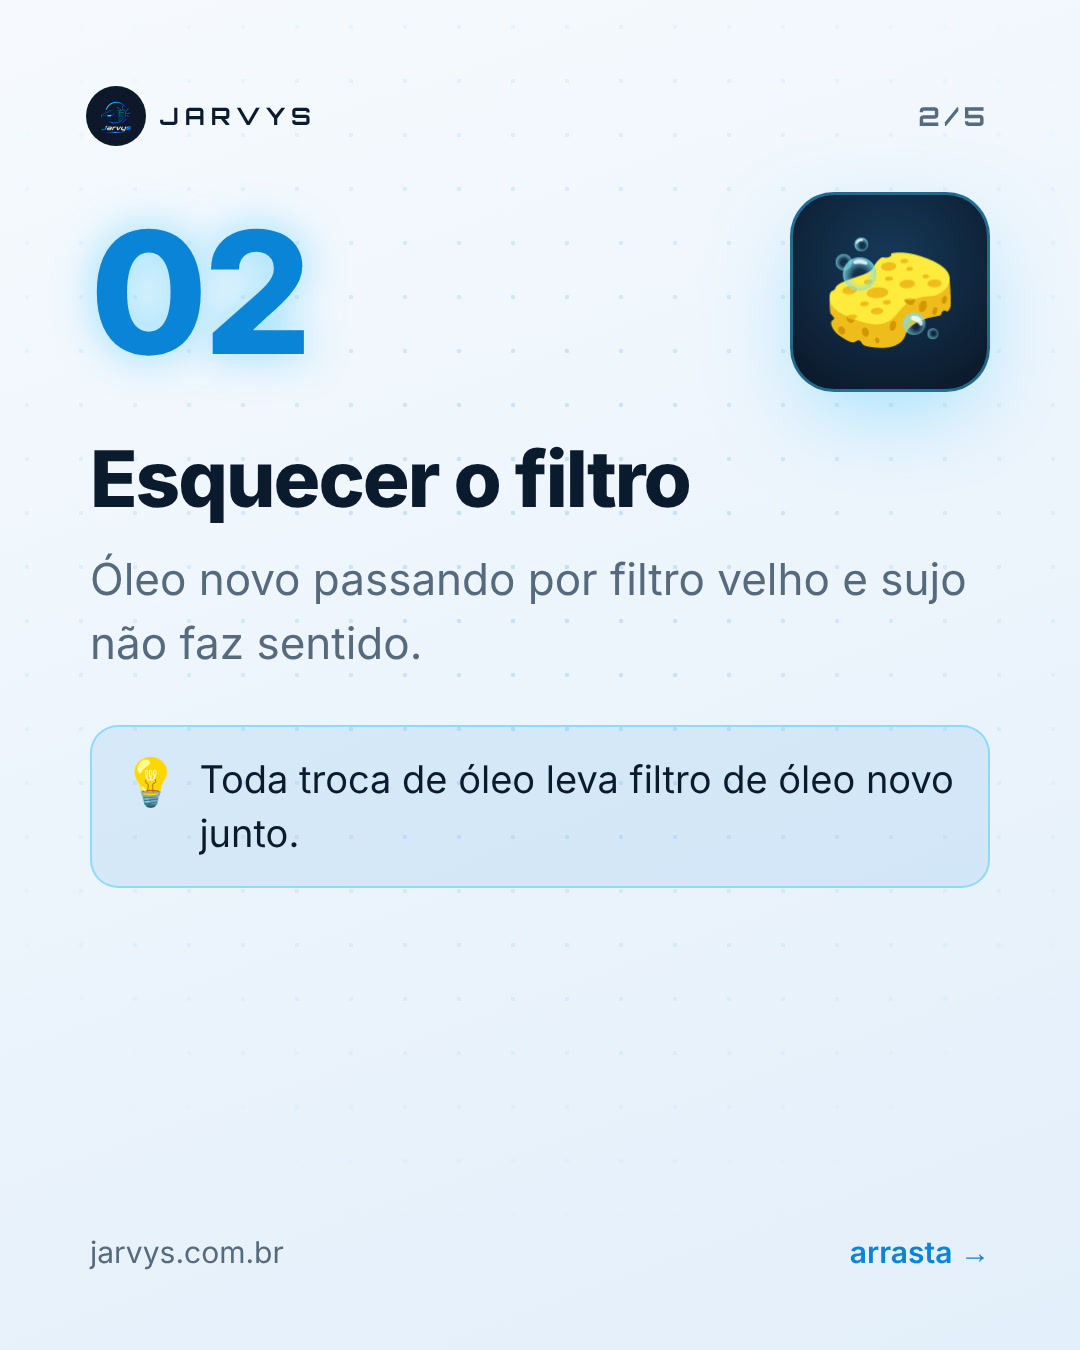 Jarvys
JARVYS
2/5
02
Esquecer o filtro
Óleo novo passando por filtro velho e sujo
não faz sentido.
Toda troca de óleo leva filtro de óleo novo
junto.
jarvys.com.br
arrasta →